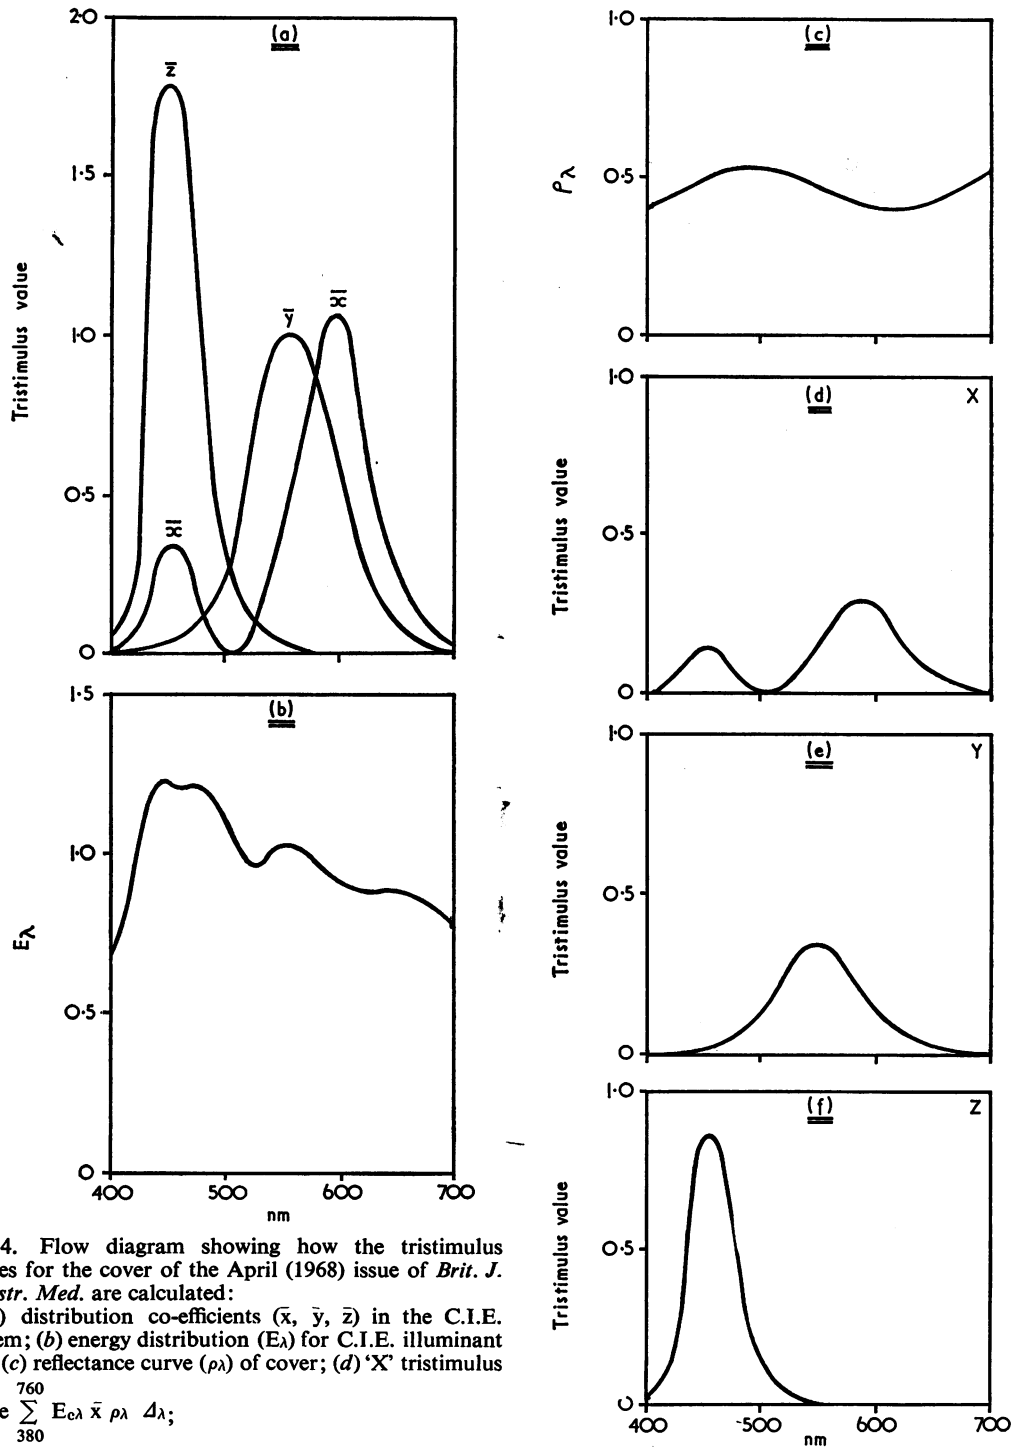 2.0
(a)
z̄
1.5
Tristimulus value
1.0
ȳ
x̄
0.5
x̄
0
1.5
(b)
1.0
Eλ
0.5
0
400 500 600 700
nm
4. Flow diagram showing how the tristimulus
es for the cover of the April (1968) issue of Brit. J.
str. Med. are calculated:
) distribution co-efficients (x̄, ȳ, z̄) in the C.I.E.
em; (b) energy distribution (Eλ) for C.I.E. illuminant
(c) reflectance curve (ρλ) of cover; (d) 'X' tristimulus
760
e ∑ Ecλ x̄ ρλ Δλ;
380
1.0
(c)
ρλ
0.5
0
1.0
(d)
X
Tristimulus value
0.5
0
1.0
(e)
Y
Tristimulus value
0.5
0
1.0
(f)
Z
Tristimulus value
0.5
0
400 500 600 700
nm